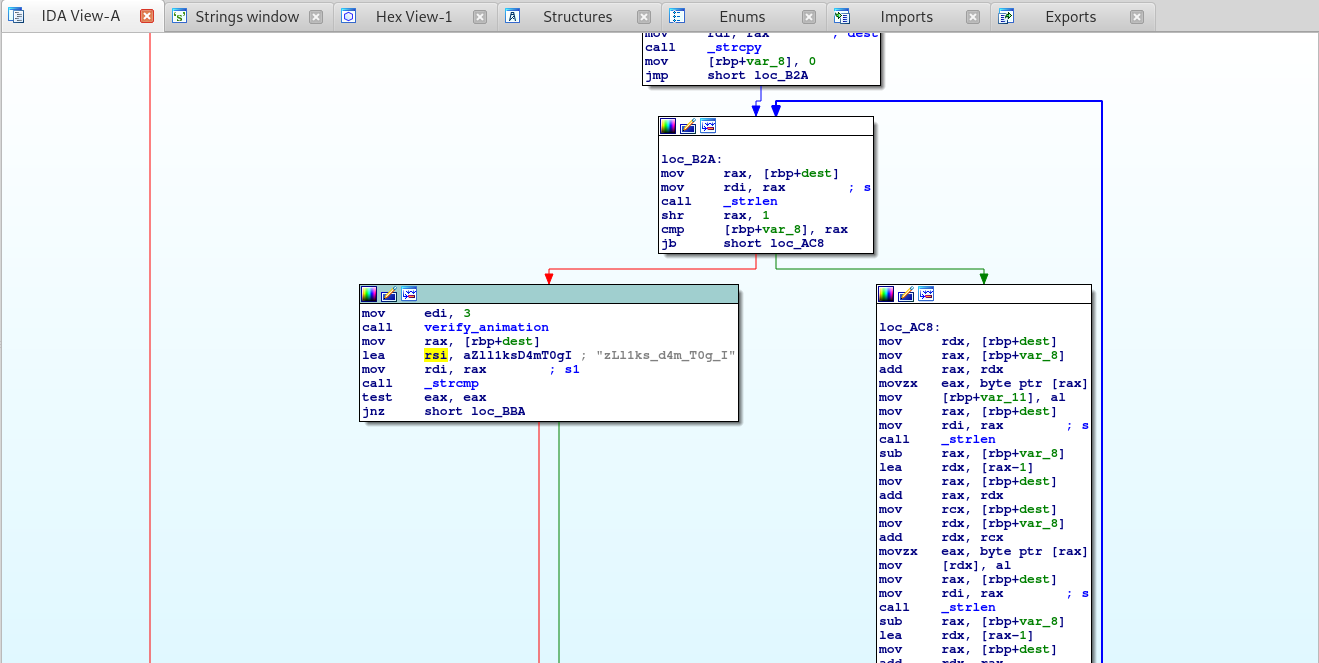 IDA View-A
Strings window
Hex View-1
Structures
Enums
Imports
Exports
mov rdi, rax ; dest
call _strcpy
mov [rbp+var_8], 0
jmp short loc_B2A
loc_B2A:
mov rax, [rbp+dest]
mov rdi, rax ; s
call _strlen
shr rax, 1
cmp [rbp+var_8], rax
jb short loc_AC8
mov edi, 3
call verify_animation
mov rax, [rbp+dest]
lea rsi, aZll1ksD4mT0gI ; "zLl1ks_d4m_T0g_I"
mov rdi, rax ; s1
call _strcmp
test eax, eax
jnz short loc_BBA
loc_AC8:
mov rdx, [rbp+dest]
mov rax, [rbp+var_8]
add rax, rdx
movzx eax, byte ptr [rax]
mov [rbp+var_11], al
mov rax, [rbp+dest]
mov rdi, rax ; s
call _strlen
sub rax, [rbp+var_8]
lea rdx, [rax-1]
mov rax, [rbp+dest]
add rax, rdx
mov rcx, [rbp+dest]
mov rdx, [rbp+var_8]
add rdx, rcx
movzx eax, byte ptr [rax]
mov [rdx], al
mov rax, [rbp+dest]
mov rdi, rax ; s
call _strlen
sub rax, [rbp+var_8]
lea rdx, [rax-1]
mov rax, [rbp+dest]
add rdx, rax